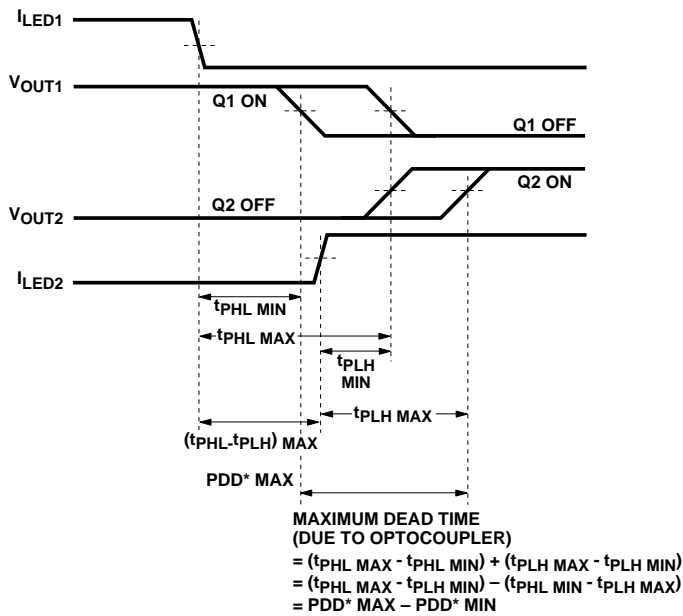 ILED1
VOUT1
Q1 ON
Q1 OFF
Q2 ON
VOUT2
Q2 OFF
ILED2
tPHL MIN
tPHL MAX
tPLH
MIN
tPLH MAX
(tPHL-tPLH) MAX
PDD* MAX
MAXIMUM DEAD TIME
(DUE TO OPTOCOUPLER)
= (tPHL MAX - tPHL MIN) + (tPLH MAX - tPLH MIN)
= (tPHL MAX - tPLH MIN) – (tPHL MIN - tPLH MAX)
= PDD* MAX – PDD* MIN